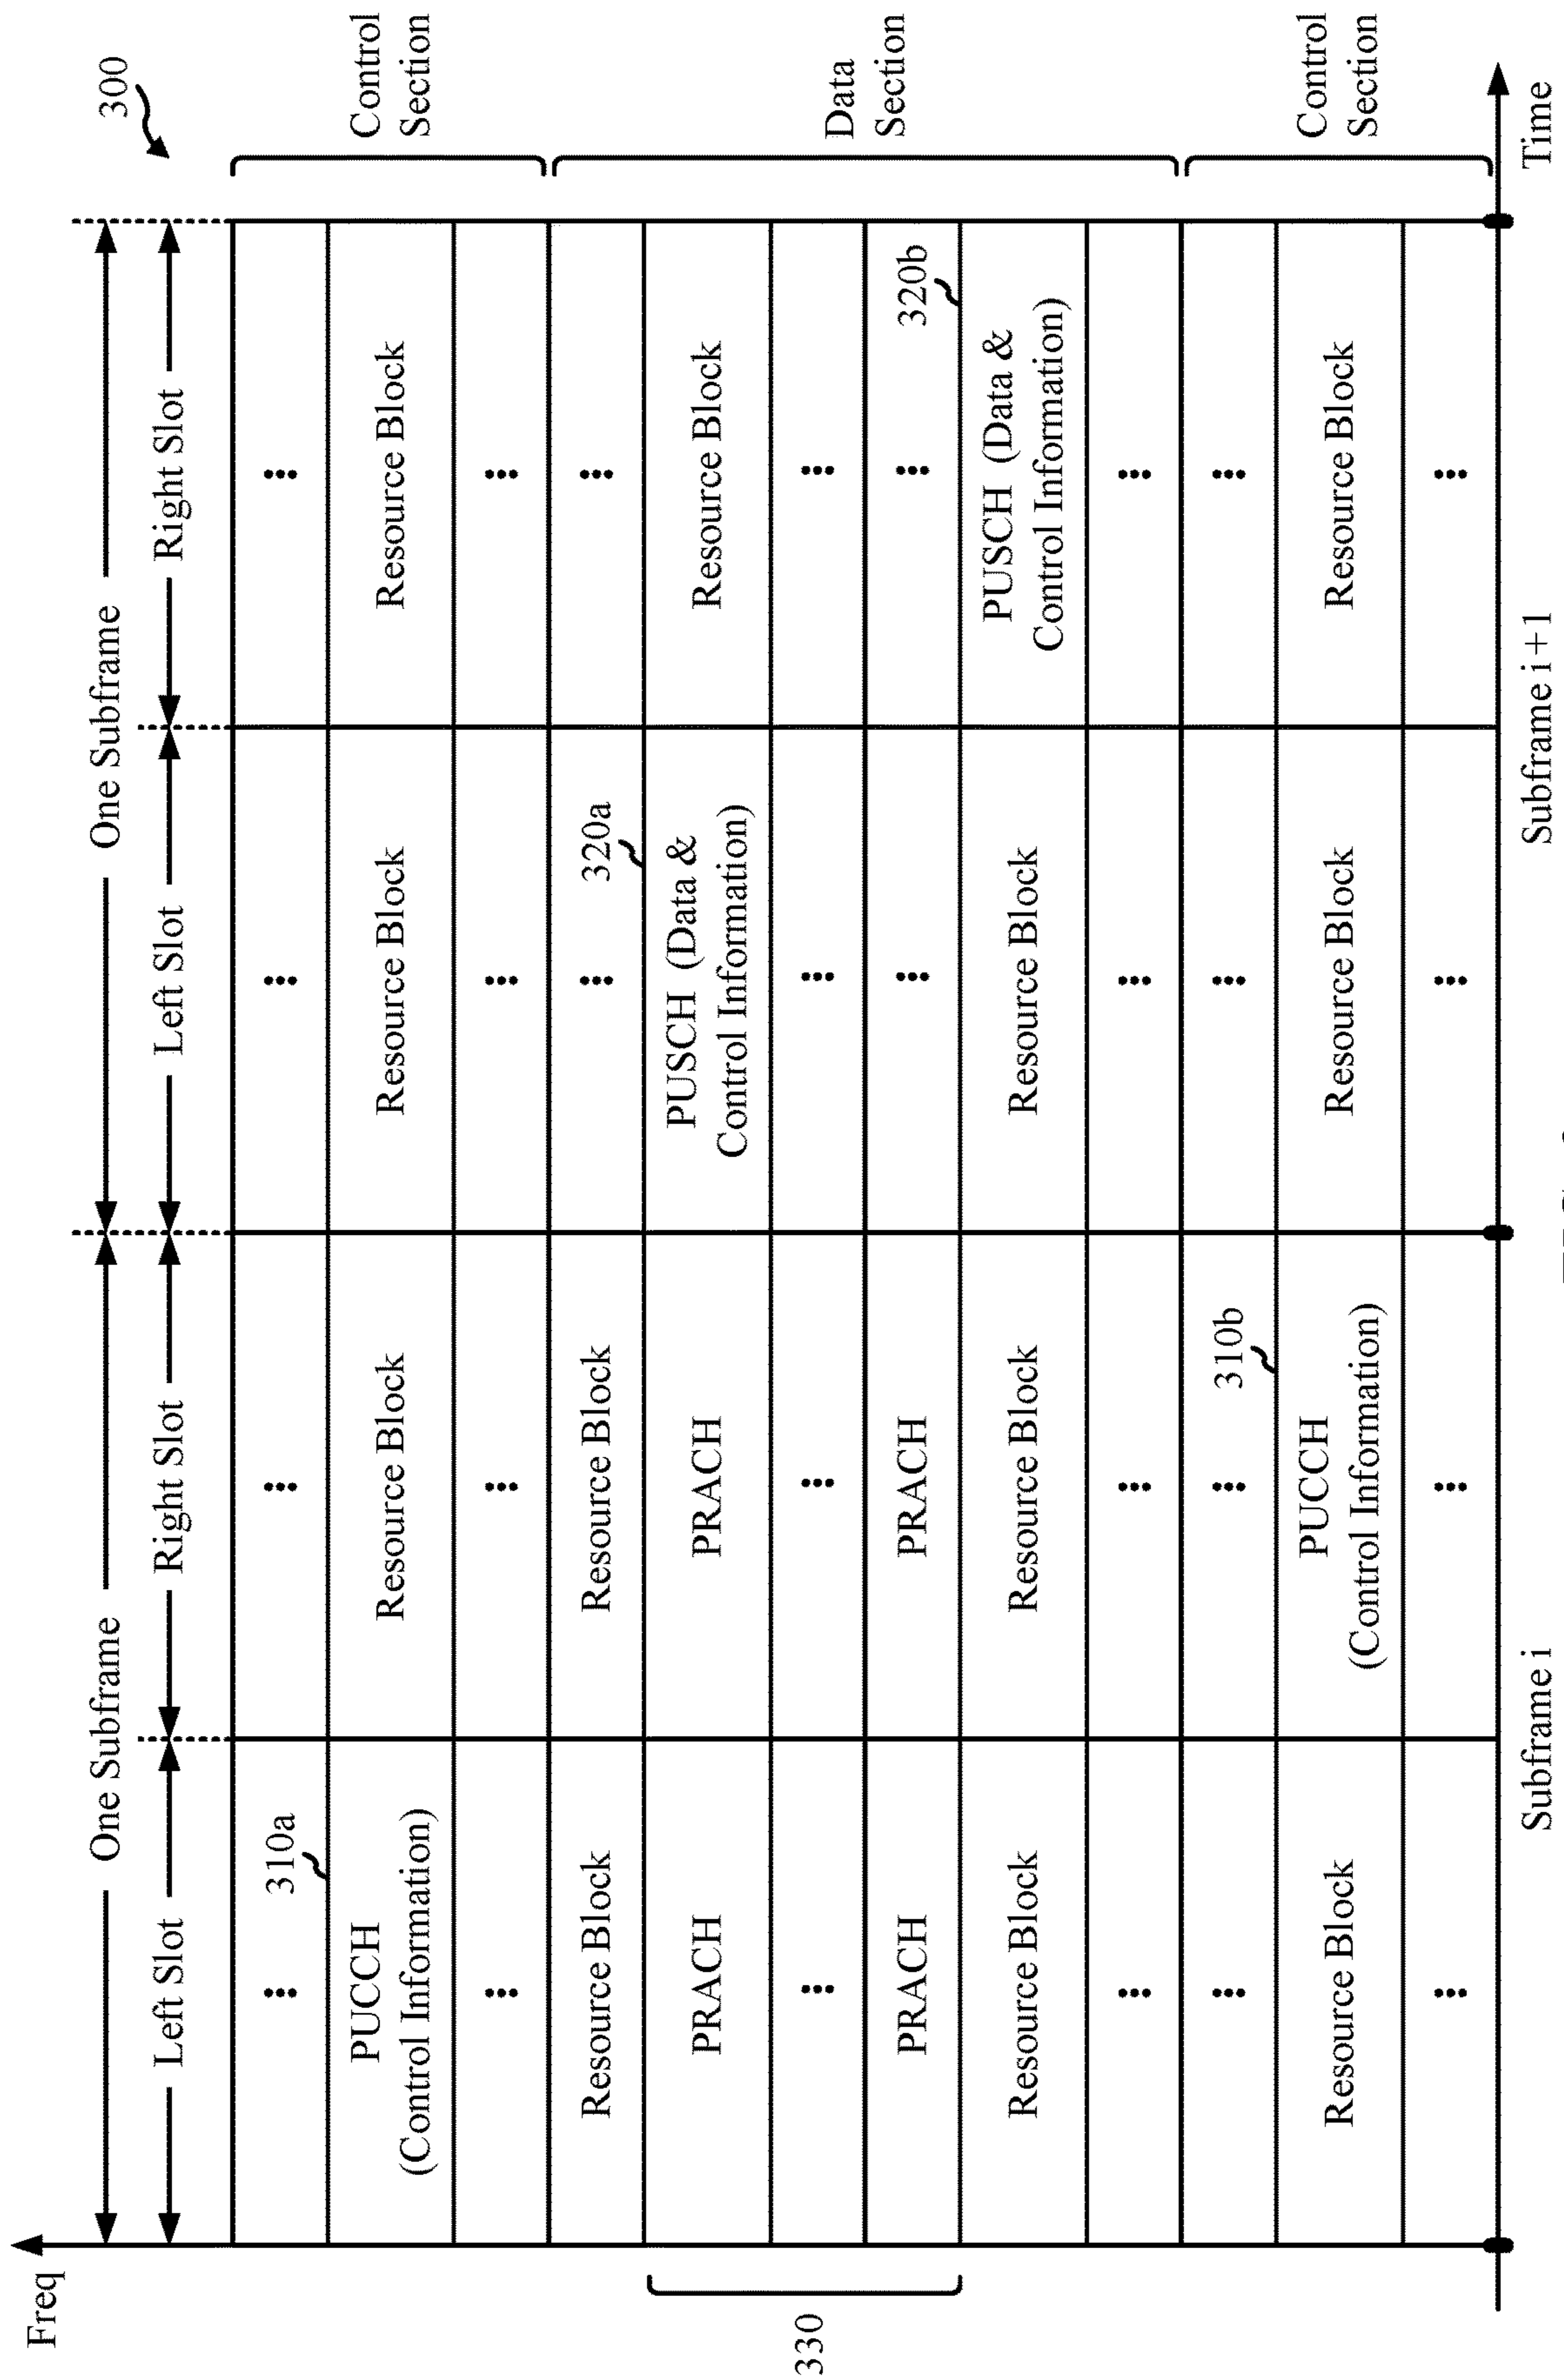 300
Freq
One Subframe
One Subframe
Left Slot
Right Slot
Left Slot
Right Slot
Control
Section
Data
Section
Control
Section
...
...
...
...
310a
PUCCH
(Control Information)
Resource Block
Resource Block
Resource Block
...
...
...
...
Resource Block
Resource Block
...
320a
...
PRACH
PRACH
PUSCH (Data &
Control Information)
Resource Block
330
...
...
...
...
PRACH
PRACH
...
...
320b
Resource Block
Resource Block
Resource Block
PUSCH (Data &
Control Information)
...
...
...
...
...
...
310b
...
...
Resource Block
PUCCH
(Control Information)
Resource Block
Resource Block
...
...
...
...
Subframe i
Subframe i+1
Time